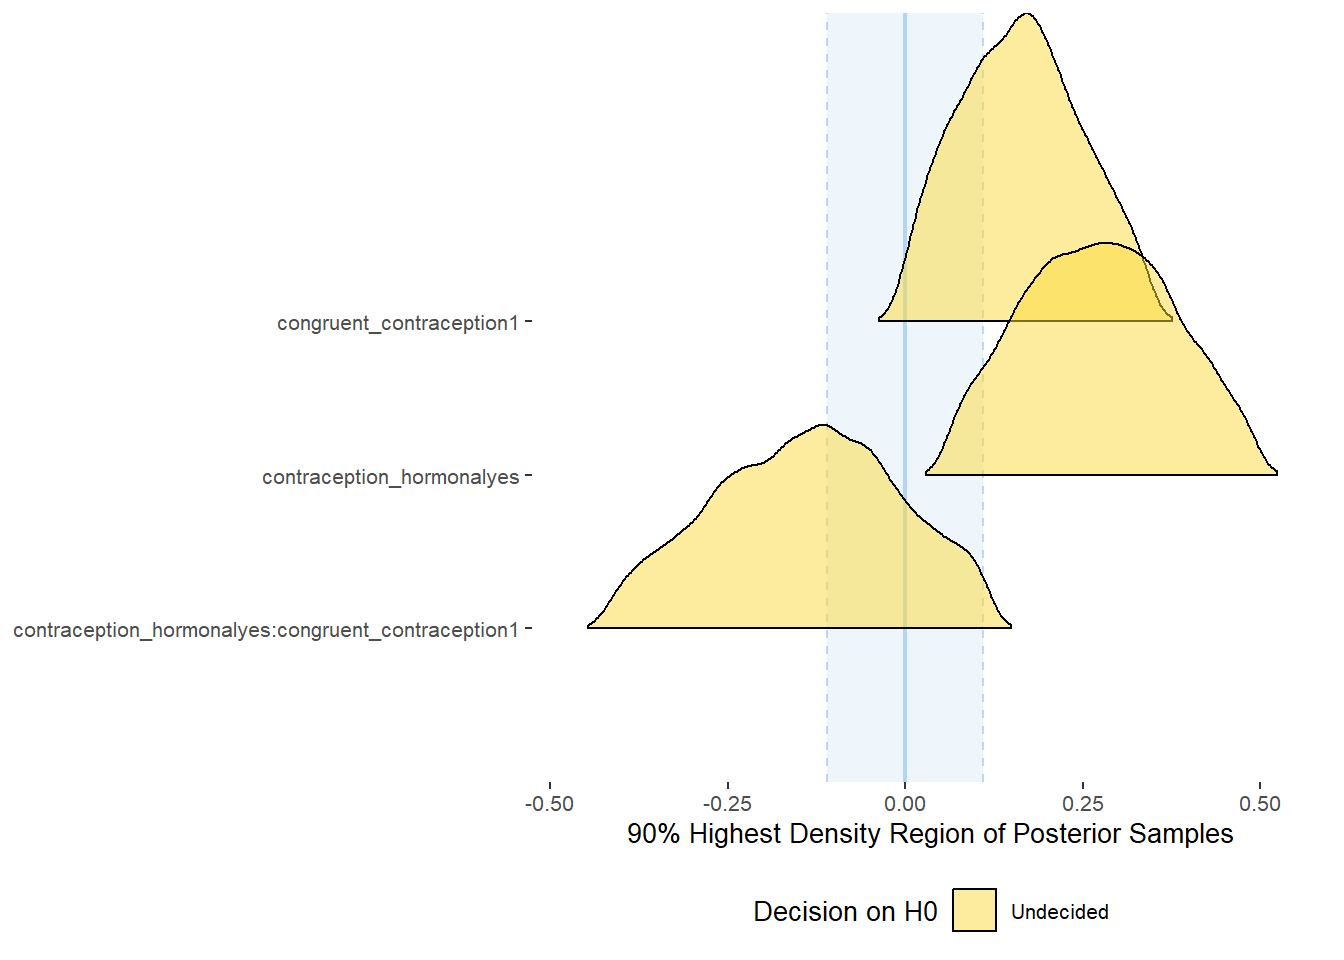 congruent_contraception1
contraception_hormonalyes
contraception_hormonalyes:congruent_contraception1
-0.50 -0.25 0.00 0.25 0.50
90% Highest Density Region of Posterior Samples
Decision on H0 Undecided